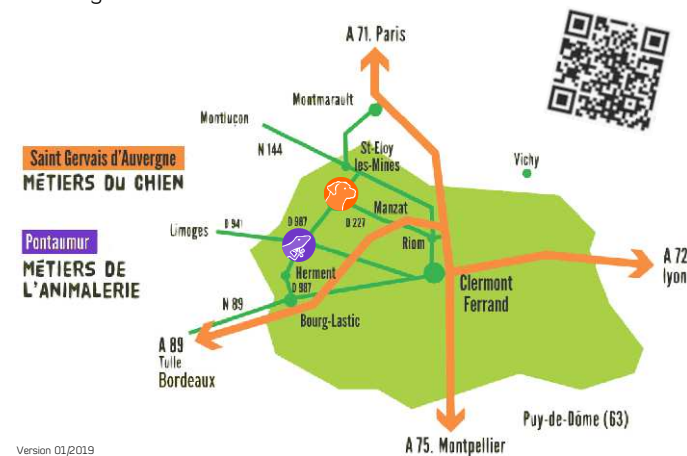 A 71. Paris
Montmarault
Montluçon
N 144
St-Eloy
les-Mines
Vichy
Saint Gervais d'Auvergne
MÉTIERS DU CHIEN
Manzat
D 941
D 987
D 227
Limoges
Riom
Pontaumur
MÉTIERS DE
L'ANIMALERIE
Herment
D 987
A 72
lyon
Clermont
Ferrand
N 89
Bourg-Lastic
A 89
Tulle
Bordeaux
Puy-de-Dôme (63)
A 75. Montpellier
Version 01/2019